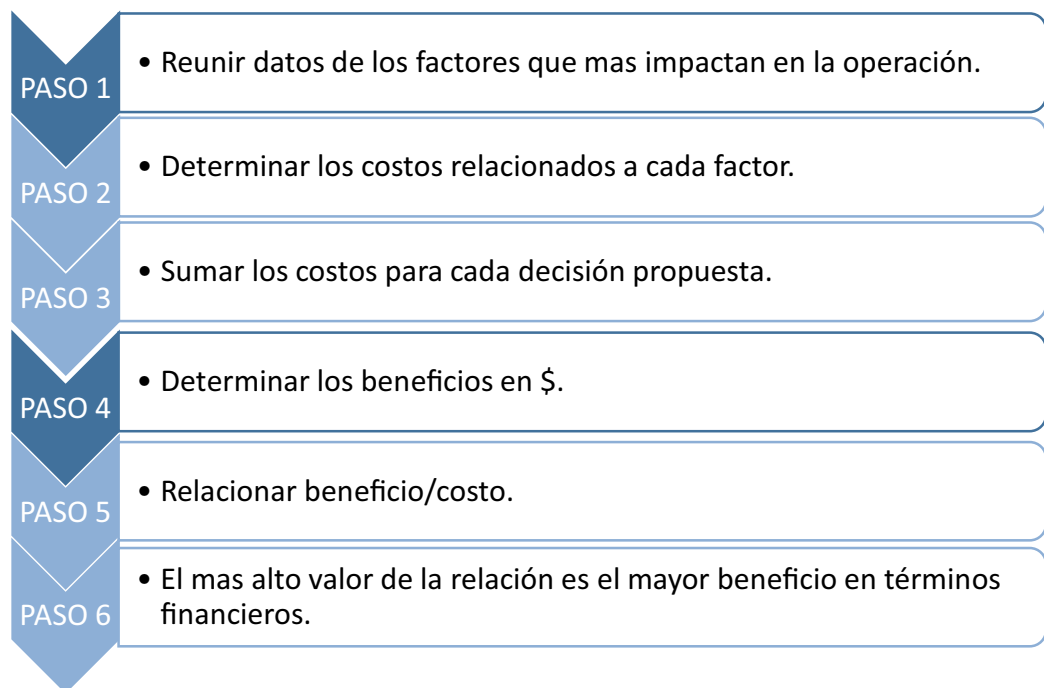 PASO 1
• Reunir datos de los factores que mas impactan en la operación.
PASO 2
• Determinar los costos relacionados a cada factor.
PASO 3
• Sumar los costos para cada decisión propuesta.
PASO 4
• Determinar los beneficios en $.
PASO 5
• Relacionar beneficio/costo.
PASO 6
• El mas alto valor de la relación es el mayor beneficio en términos
financieros.